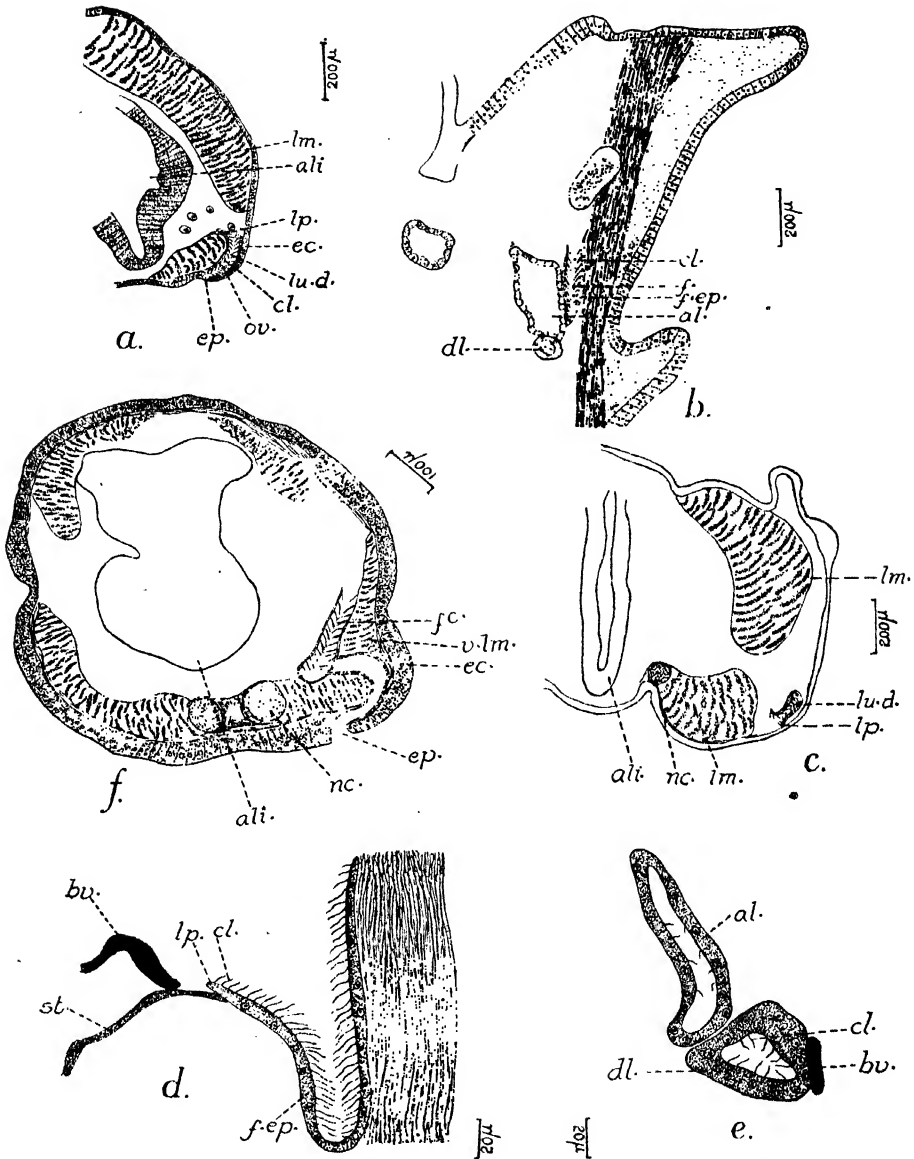 200µ
lm.
ali
lp.
ec.
lu.d.
cl.
ov.
ep.
a.
200µ
cl.
f.
f.ep.
al.
dl
b.
100µ
f c.
v.lm.
ec.
ep.
nc.
ali.
f.
lm.
200µ
lu.d.
lp.
ali.
nc.
lm.
c.
bv.
lp.
cl.
st.
f.ep.
d.
20µ
al.
cl.
dl.
bv.
20µ
e.